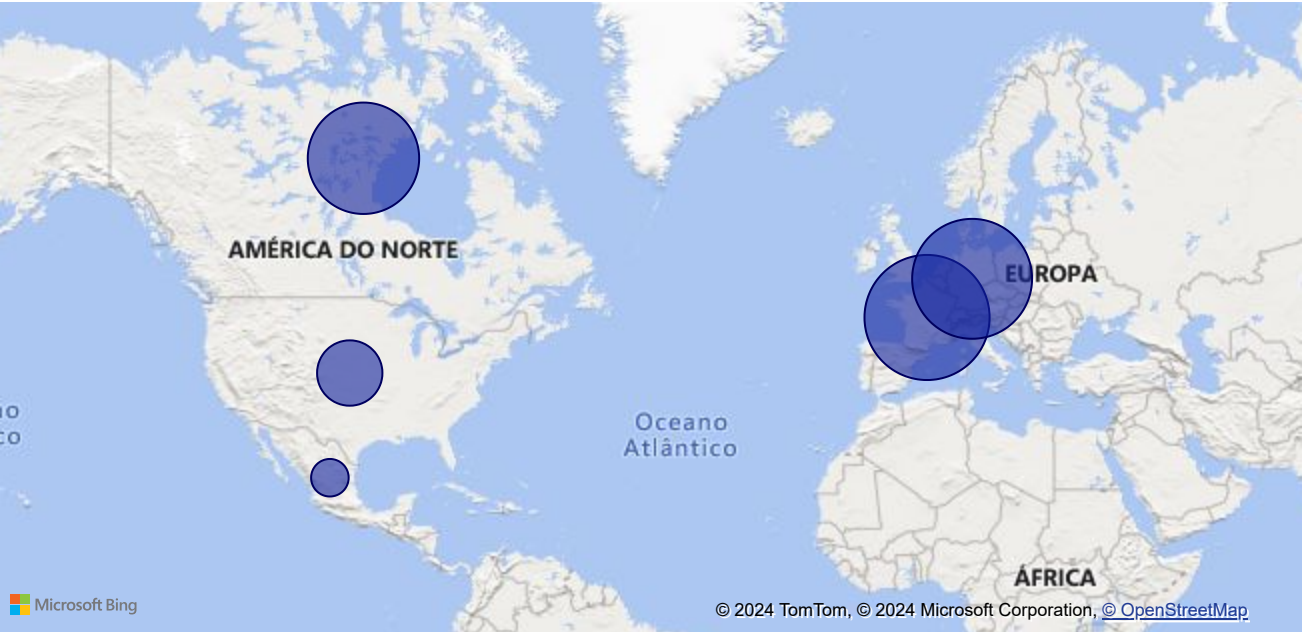 AMÉRICA DO NORTE
EUROPA
Oceano
Atlântico
ÁFRICA
Microsoft Bing
© 2024 TomTom, © 2024 Microsoft Corporation, © OpenStreetMap